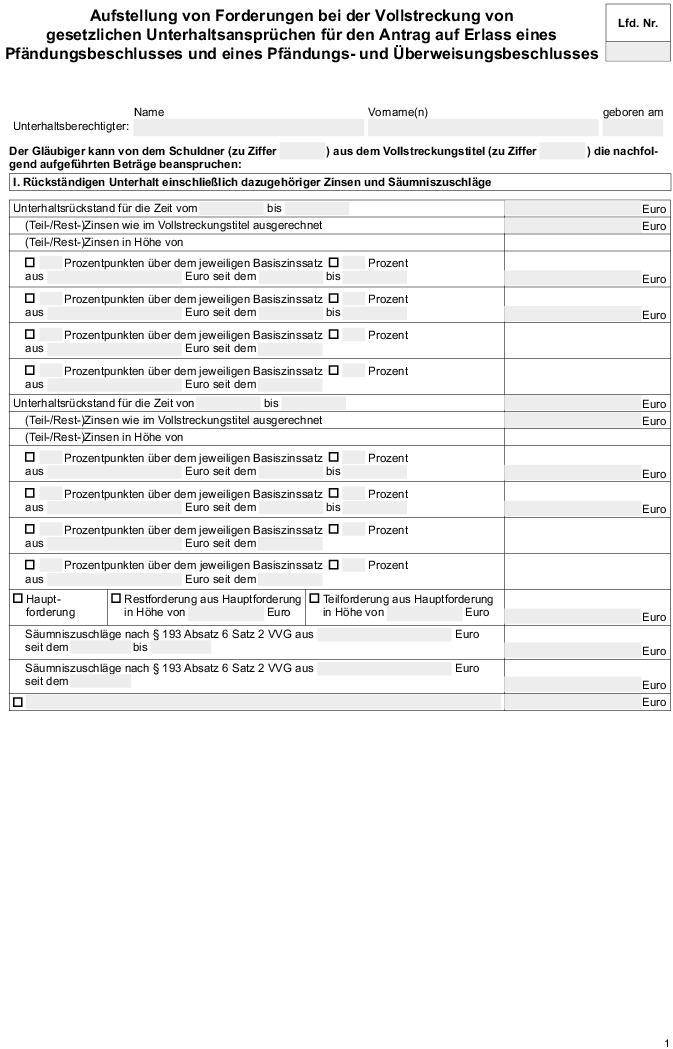 Aufstellung von Forderungen bei der Vollstreckung von
gesetzlichen Unterhaltsansprüchen für den Antrag auf Erlass eines
Pfändungsbeschlusses und eines Pfändungs- und Überweisungsbeschlusses
Lfd. Nr.
Name Vorname(n) geboren am
Unterhaltsberechtigter:
Der Gläubiger kann von dem Schuldner (zu Ziffer ) aus dem Vollstreckungstitel (zu Ziffer ) die nachfol-
gend aufgeführten Beträge beanspruchen:
I. Rückständigen Unterhalt einschließlich dazugehöriger Zinsen und Säumniszuschläge
Unterhaltsrückstand für die Zeit vom bis Euro
(Teil-/Rest-)Zinsen wie im Vollstreckungstitel ausgerechnet Euro
(Teil-/Rest-)Zinsen in Höhe von
Prozentpunkten über dem jeweiligen Basiszinssatz Prozent
aus Euro seit dem bis Euro
Prozentpunkten über dem jeweiligen Basiszinssatz Prozent
aus Euro seit dem bis Euro
Prozentpunkten über dem jeweiligen Basiszinssatz Prozent
aus Euro seit dem
Prozentpunkten über dem jeweiligen Basiszinssatz Prozent
aus Euro seit dem
Unterhaltsrückstand für die Zeit von bis Euro
(Teil-/Rest-)Zinsen wie im Vollstreckungstitel ausgerechnet Euro
(Teil-/Rest-)Zinsen in Höhe von
Prozentpunkten über dem jeweiligen Basiszinssatz Prozent
aus Euro seit dem bis Euro
Prozentpunkten über dem jeweiligen Basiszinssatz Prozent
aus Euro seit dem bis Euro
Prozentpunkten über dem jeweiligen Basiszinssatz Prozent
aus Euro seit dem
Prozentpunkten über dem jeweiligen Basiszinssatz Prozent
aus Euro seit dem
Haupt- Restforderung aus Hauptforderung Teilforderung aus Hauptforderung
forderung in Höhe von Euro in Höhe von Euro Euro
Säumniszuschläge nach § 193 Absatz 6 Satz 2 VVG aus Euro
seit dem bis Euro
Säumniszuschläge nach § 193 Absatz 6 Satz 2 VVG aus Euro
seit dem Euro
Euro
1